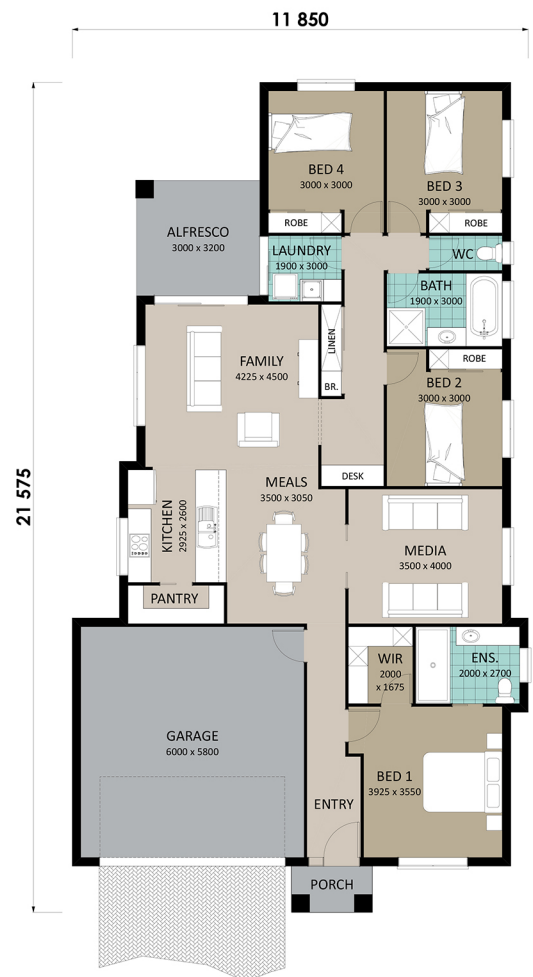 11 850
21 575
BED 4
3000 x 3000
ROBE
BED 3
3000 x 3000
ROBE
ALFRESCO
3000 x 3200
LAUNDRY
1900 x 3000
WC
BATH
1900 x 3000
LINEN
BR.
FAMILY
4225 x 4500
ROBE
BED 2
3000 x 3000
DESK
MEALS
3500 x 3050
KITCHEN
2925 x 2600
PANTRY
MEDIA
3500 x 4000
WIR
2000
x 1675
ENS.
2000 x 2700
GARAGE
6000 x 5800
BED 1
3925 x 3550
ENTRY
PORCH